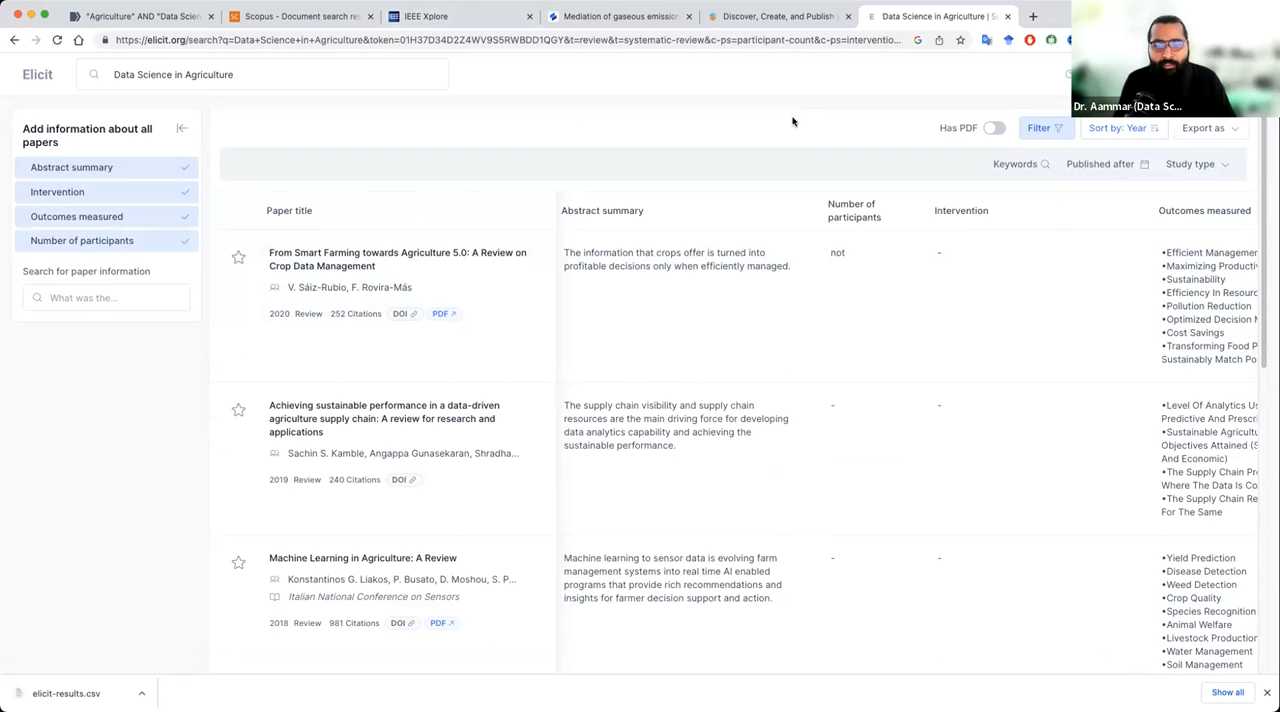 "Agriculture" AND "Data Scien
Scopus - Document search res
IEEE Xplore
Mediation of gaseous emission
Discover, Create, and Publish
Data Science in Agriculture | S
https://elicit.org/search?q=Data+Science+in+Agriculture&token=01H37D34D2Z4W9S5RWBDD1QGY&t=review&t=systematic-review&c-ps=participant-count&c-ps=interventio...
Elicit
Data Science in Agriculture
Dr. Aammar (Data Sc...
Add information about all
papers
Abstract summary
Intervention
Outcomes measured
Number of participants
Search for paper information
What was the...
Has PDF
Filter
Sort by: Year
Export as
Keywords
Published after
Study type
Paper title
Abstract summary
Number of
participants
Intervention
Outcomes measured
From Smart Farming towards Agriculture 5.0: A Review on
Crop Data Management
V. Sáiz-Rubio, F. Rovira-Más
2020 Review 252 Citations DOI PDF
The information that crops offer is turned into
profitable decisions only when efficiently managed.
not
-
•Efficient Managemen
•Maximizing Producti
•Sustainability
•Efficiency In Resourc
•Pollution Reduction
•Optimized Decision M
•Cost Savings
•Transforming Food P
Sustainably Match Po
Achieving sustainable performance in a data-driven
agriculture supply chain: A review for research and
applications
Sachin S. Kamble, Angappa Gunasekaran, Shradha...
2019 Review 240 Citations DOI
The supply chain visibility and supply chain
resources are the main driving force for developing
data analytics capability and achieving the
sustainable performance.
-
-
•Level Of Analytics Us
Predictive And Prescr
•Sustainable Agricultu
Objectives Attained (S
And Economic)
•The Supply Chain Pr
Where The Data Is Co
•The Supply Chain Re
For The Same
Machine Learning in Agriculture: A Review
Konstantinos G. Liakos, P. Busato, D. Moshou, S. P...
Italian National Conference on Sensors
2018 Review 981 Citations DOI PDF
Machine learning to sensor data is evolving farm
management systems into real time AI enabled
programs that provide rich recommendations and
insights for farmer decision support and action.
-
-
•Yield Prediction
•Disease Detection
•Weed Detection
•Crop Quality
•Species Recognition
•Animal Welfare
•Livestock Production
•Water Management
•Soil Management
elicit-results.csv
Show all